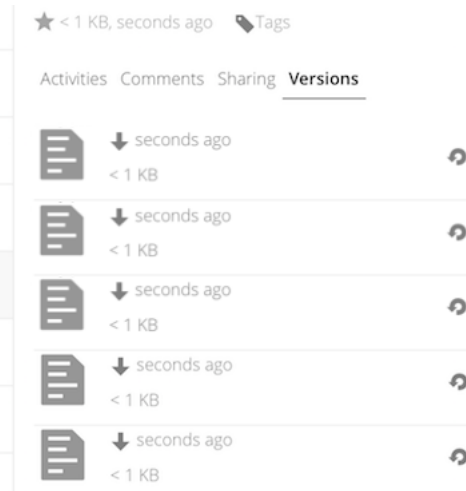 < 1 KB, seconds ago Tags
Activities Comments Sharing Versions
seconds ago
< 1 KB
seconds ago
< 1 KB
seconds ago
< 1 KB
seconds ago
< 1 KB
seconds ago
< 1 KB